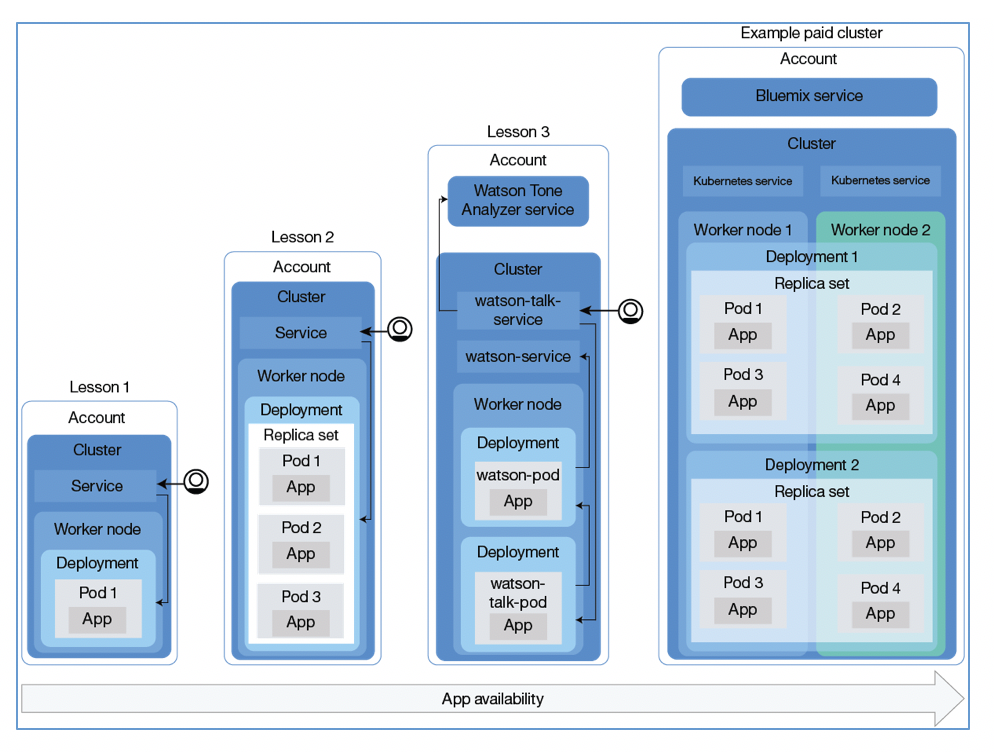 Lesson 1
Account
Cluster
Service
Worker node
Deployment
Pod 1
App
Lesson 2
Account
Cluster
Service
Worker node
Deployment
Replica set
Pod 1
App
Pod 2
App
Pod 3
App
Lesson 3
Account
Watson Tone
Analyzer service
Cluster
watson-talk-
service
watson-service
Worker node
Deployment
watson-pod
App
Deployment
watson-
talk-pod
App
Example paid cluster
Account
Bluemix service
Cluster
Kubernetes service
Kubernetes service
Worker node 1
Worker node 2
Deployment 1
Replica set
Pod 1
App
Pod 2
App
Pod 3
App
Pod 4
App
Deployment 2
Replica set
Pod 1
App
Pod 2
App
Pod 3
App
Pod 4
App
App availability